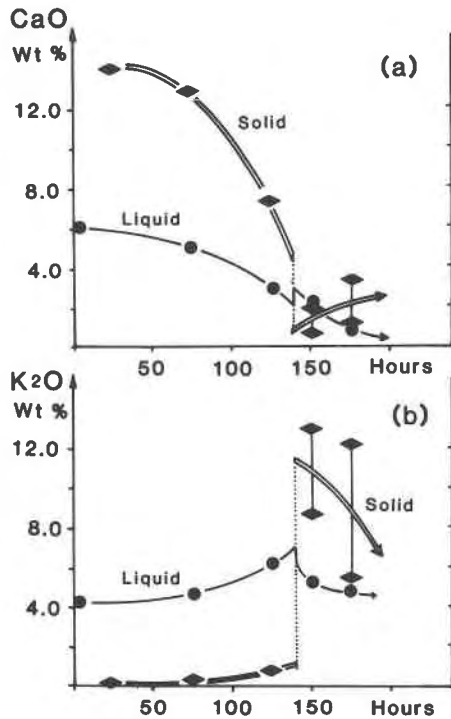 CaO
Wt %
(a)
12.0
Solid
8.0
Liquid
4.0
50 100 150 Hours
K2O
Wt %
(b)
12.0
Solid
8.0
Liquid
4.0
50 100 150 Hours